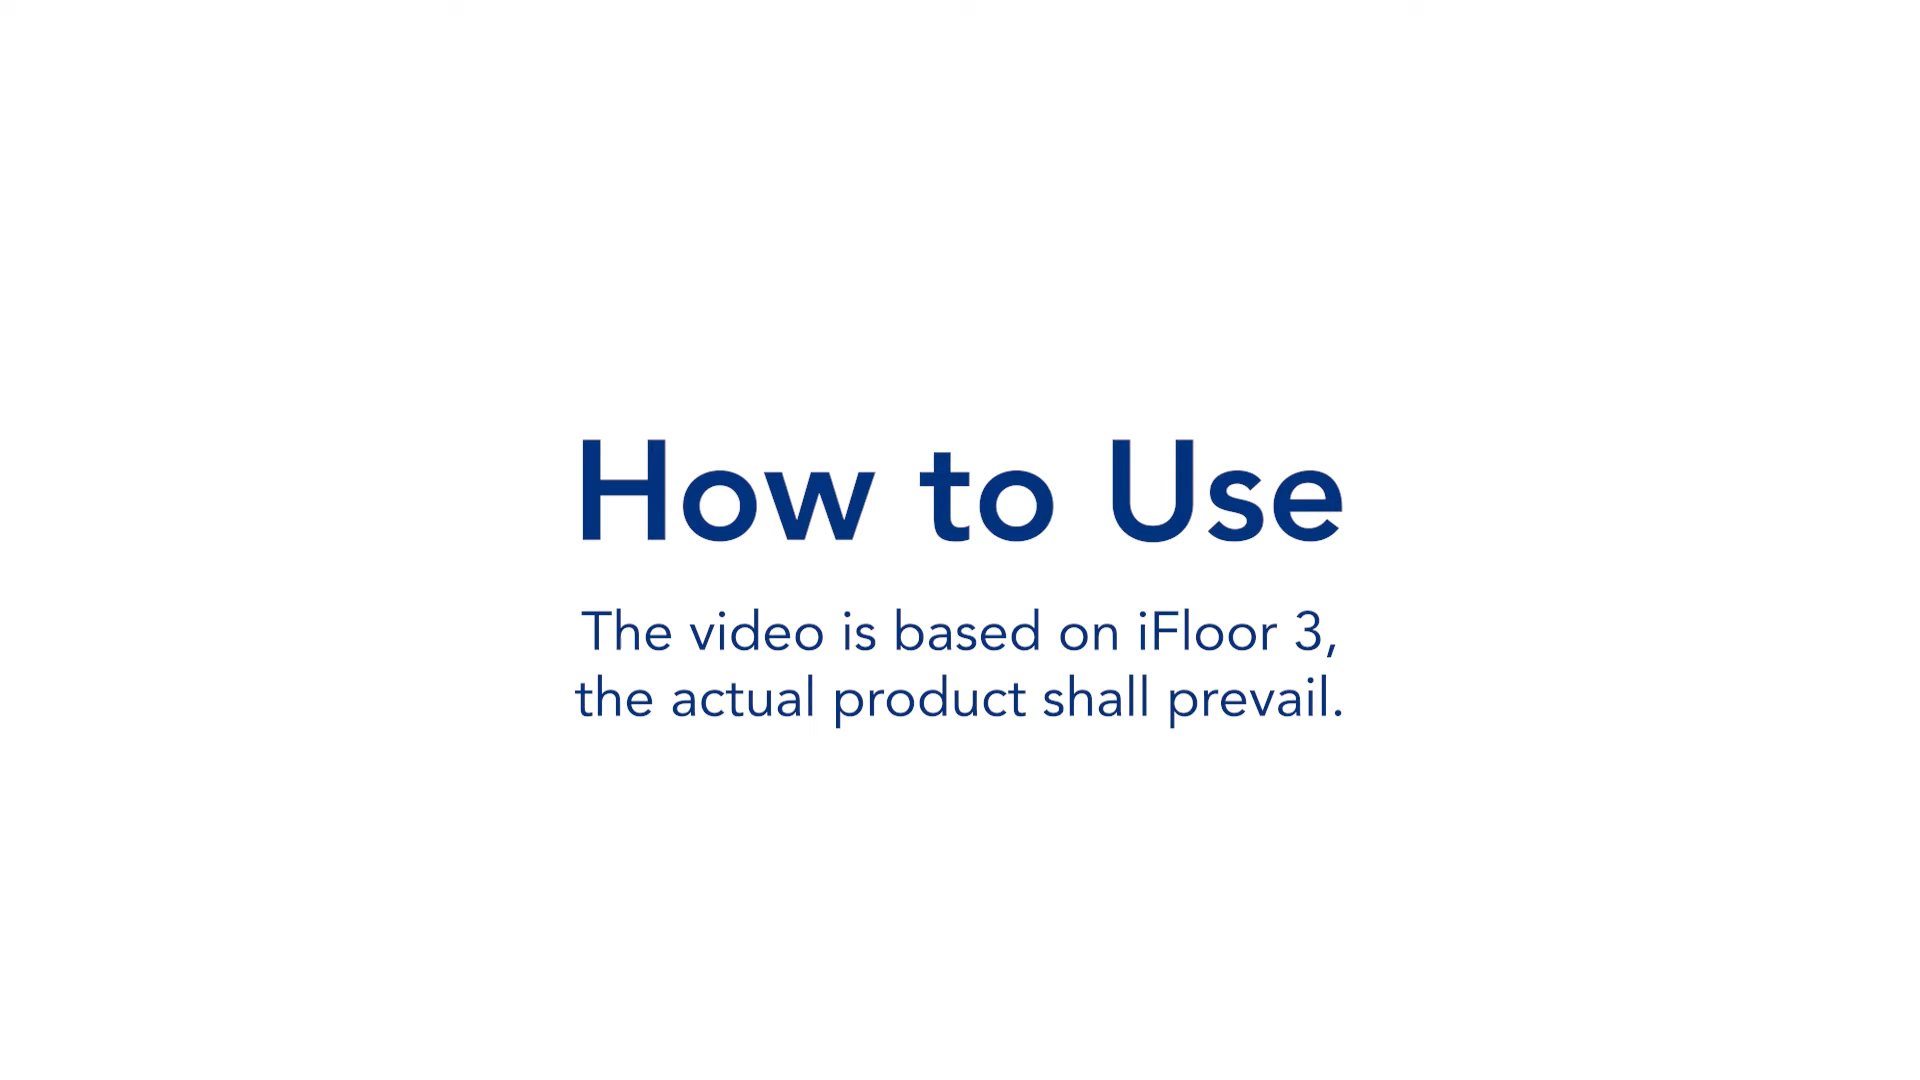 How to Use
The video is based on iFloor 3,
the actual product shall prevail.